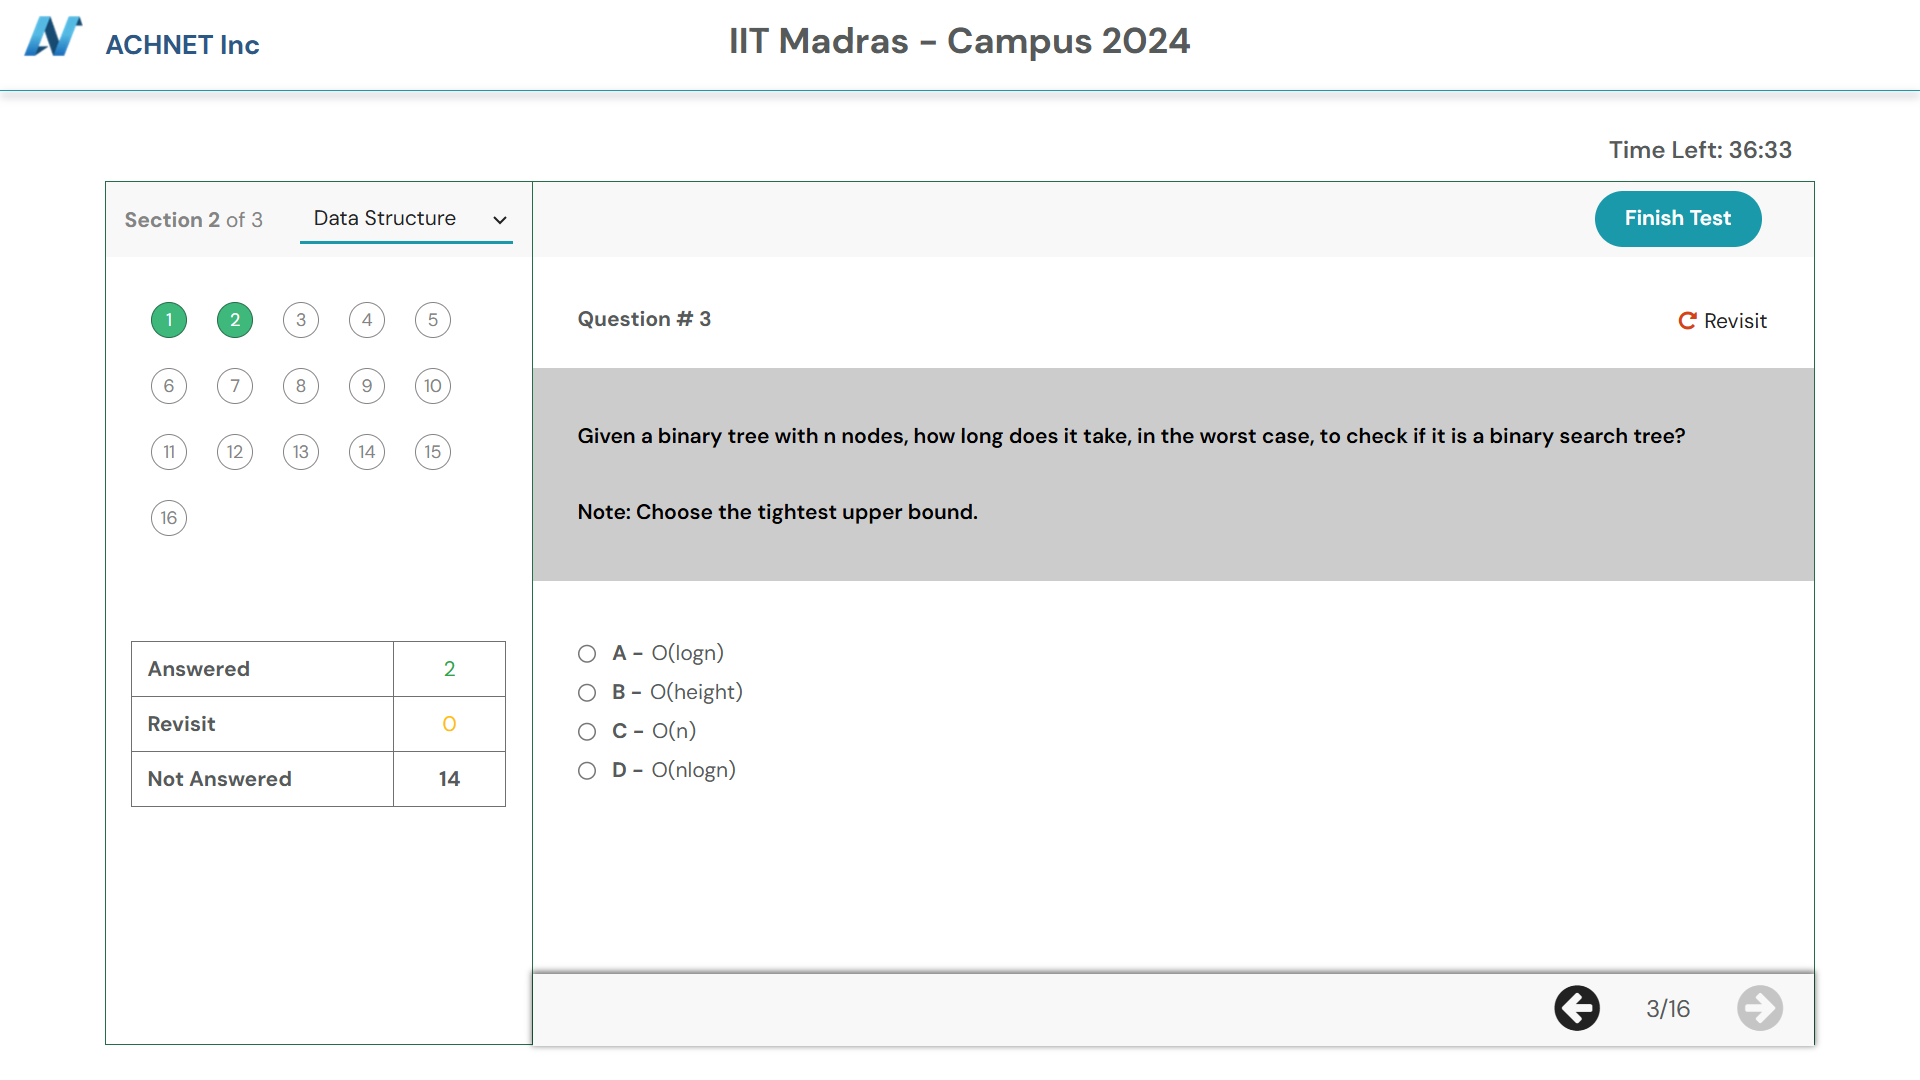 ACHNET Inc
IIT Madras - Campus 2024
Time Left: 36:33
Section 2 of 3
Data Structure
Finish Test
1 2 3 4 5
6 7 8 9 10
11 12 13 14 15
16
Question # 3
Revisit
Given a binary tree with n nodes, how long does it take, in the worst case, to check if it is a binary search tree?
Note: Choose the tightest upper bound.
A - O(logn)
B - O(height)
C - O(n)
D - O(nlogn)
Answered 2
Revisit 0
Not Answered 14
3/16